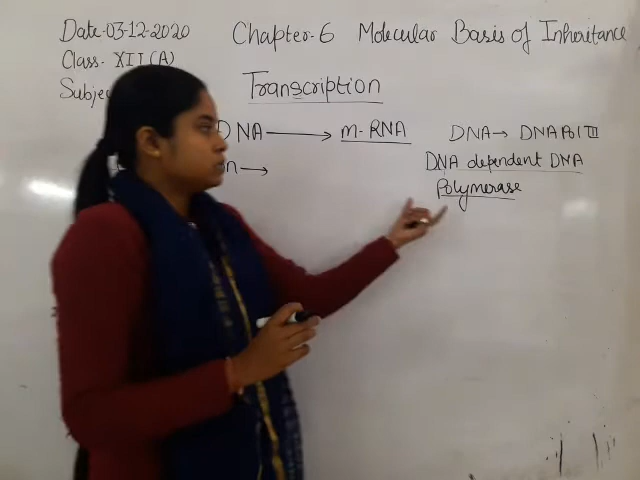 Date-03-12-2020 Chapter-6 Molecular Basis of Inheritance
Class- XII (A)
Transcription
DNA → m-RNA DNA → DNA Pol III
DNA dependent DNA
Polymerase